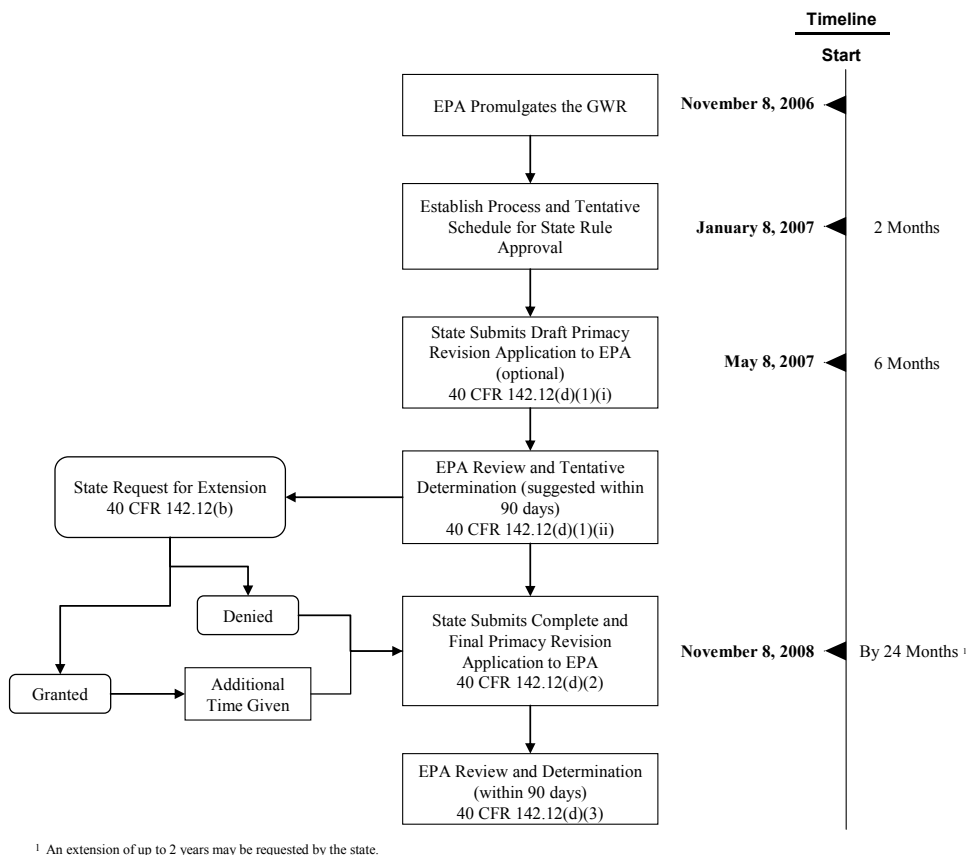 Timeline
Start
EPA Promulgates the GWR
November 8, 2006
Establish Process and Tentative
Schedule for State Rule
Approval
January 8, 2007
2 Months
State Submits Draft Primacy
Revision Application to EPA
(optional)
40 CFR 142.12(d)(1)(i)
May 8, 2007
6 Months
EPA Review and Tentative
Determination (suggested within
90 days)
40 CFR 142.12(d)(1)(ii)
State Request for Extension
40 CFR 142.12(b)
Denied
Granted
Additional
Time Given
State Submits Complete and
Final Primacy Revision
Application to EPA
40 CFR 142.12(d)(2)
November 8, 2008
By 24 Months 1
EPA Review and Determination
(within 90 days)
40 CFR 142.12(d)(3)
1 An extension of up to 2 years may be requested by the state.